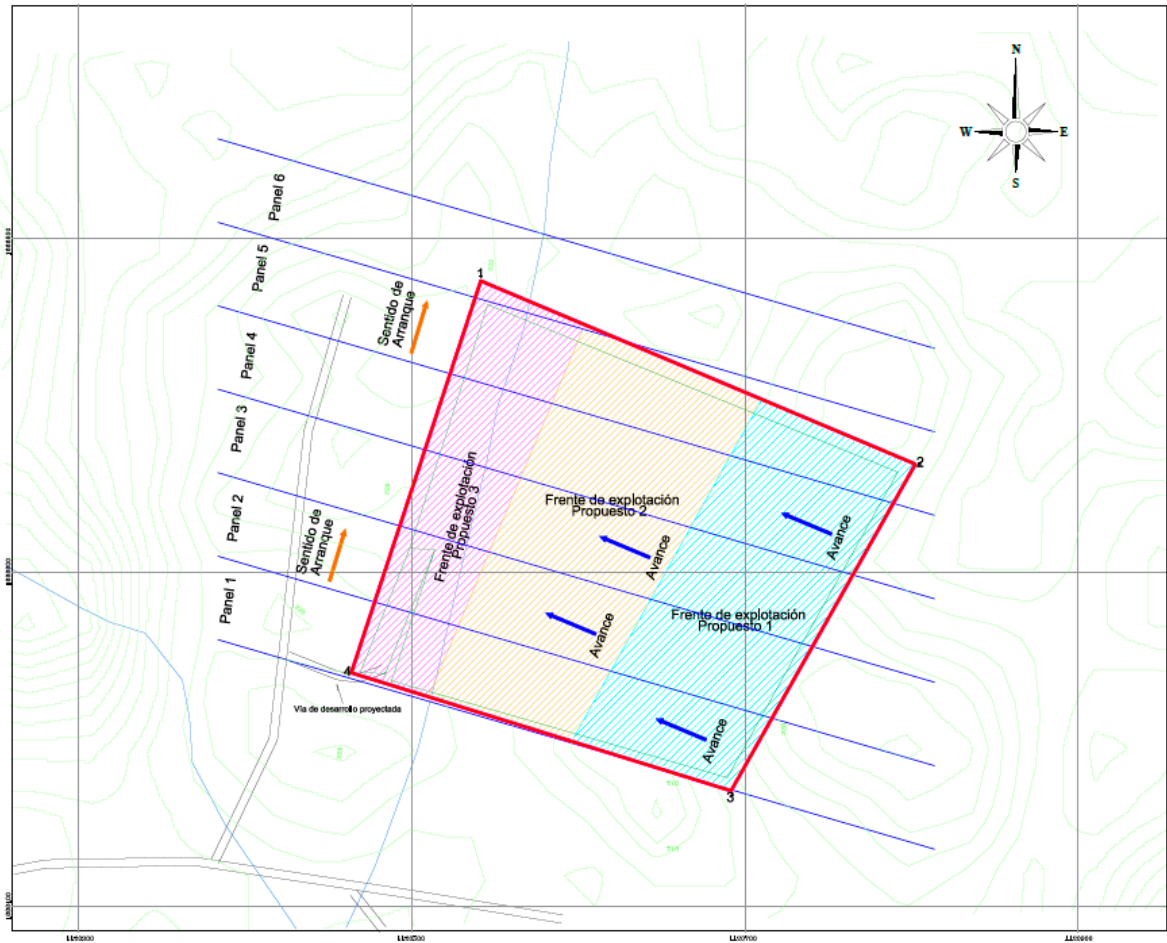 N
W
E
S
Panel 6
Panel 5
Panel 4
Panel 3
Panel 2
Panel 1
Sentido de
Arranque
Sentido de
Arranque
1
2
3
4
Frente de explotación
Propuesto 3
Frente de explotación
Propuesto 2
Frente de explotación
Propuesto 1
Avance
Avance
Avance
Avance
Vía de desarrollo proyectada